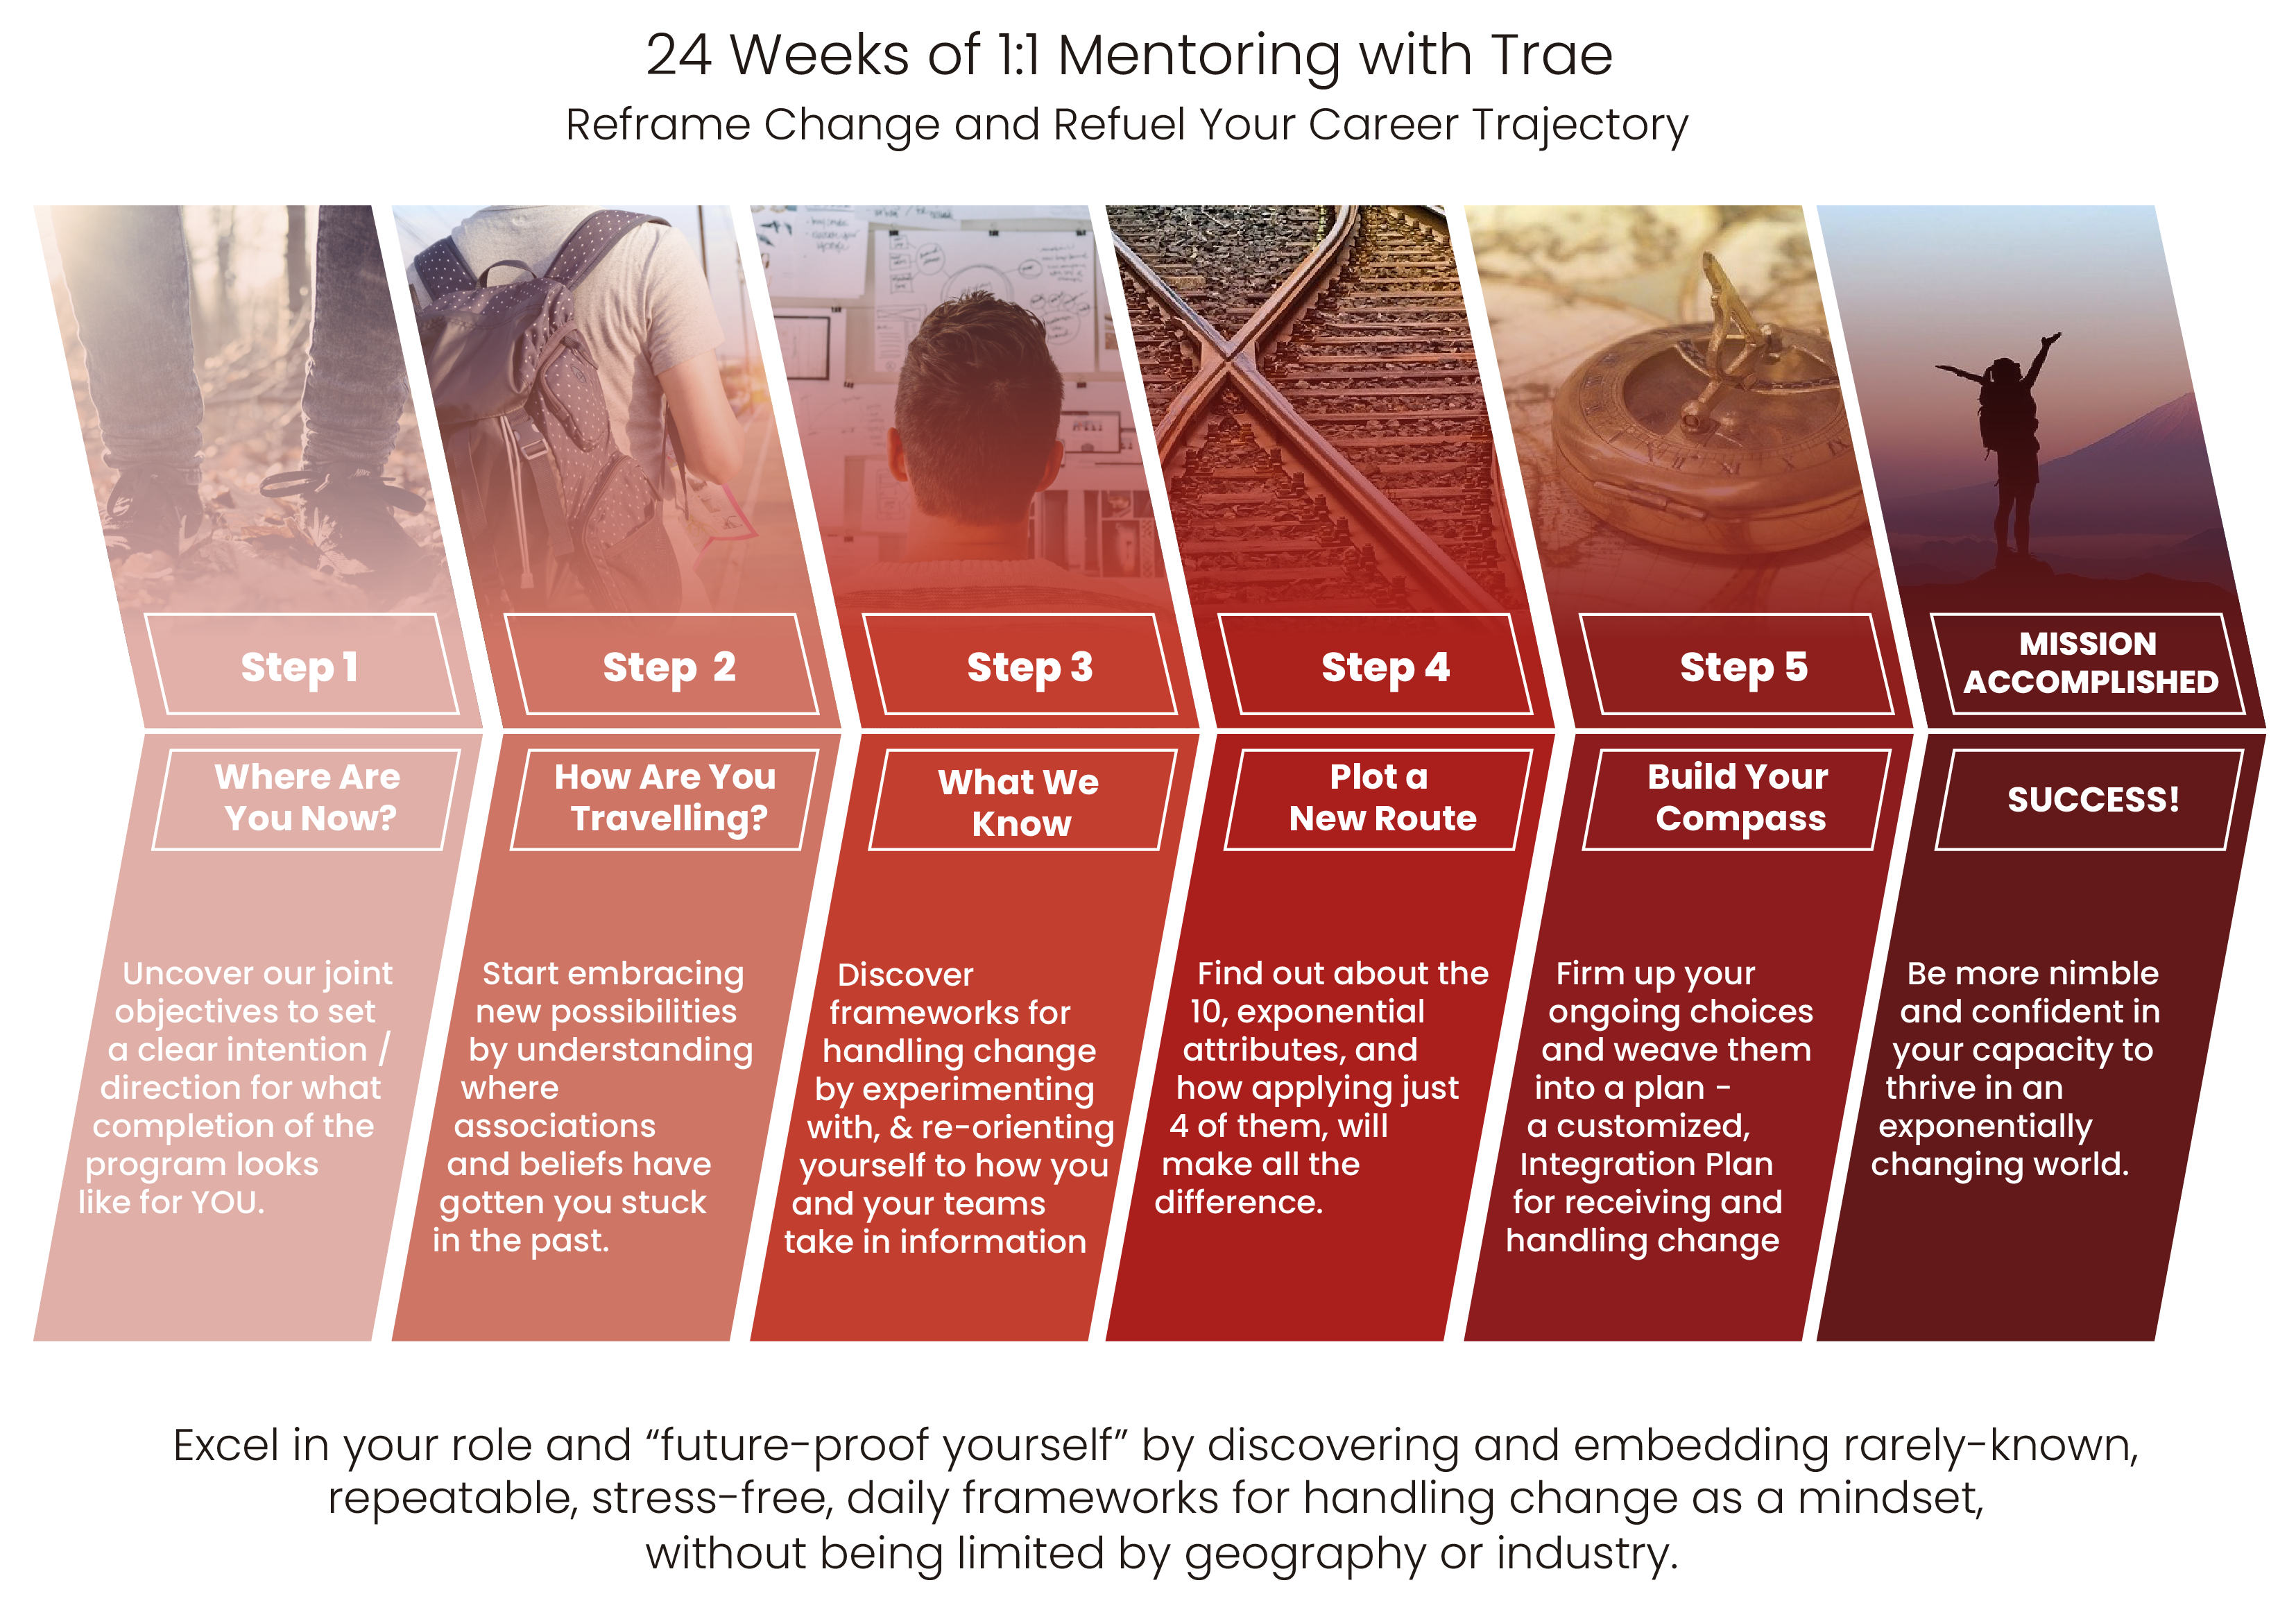 24 Weeks of 1:1 Mentoring with Trae
Reframe Change and Refuel Your Career Trajectory
Step 1
Where Are
You Now?
Uncover our joint
objectives to set
a clear intention /
direction for what
completion of the
program looks
like for YOU.
Step 2
How Are You
Travelling?
Start embracing
new possibilities
by understanding
where
associations
and beliefs have
gotten you stuck
in the past.
Step 3
What We
Know
Discover
frameworks for
handling change
by experimenting
with, & re-orienting
yourself to how you
and your teams
take in information
Step 4
Plot a
New Route
Find out about the
10, exponential
attributes, and
how applying just
4 of them, will
make all the
difference.
Step 5
Build Your
Compass
Firm up your
ongoing choices
and weave them
into a plan -
a customized,
Integration Plan
for receiving and
handling change
MISSION
ACCOMPLISHED
SUCCESS!
Be more nimble
and confident in
your capacity to
thrive in an
exponentially
changing world.
Excel in your role and “future-proof yourself” by discovering and embedding rarely-known,
repeatable, stress-free, daily frameworks for handling change as a mindset,
without being limited by geography or industry.